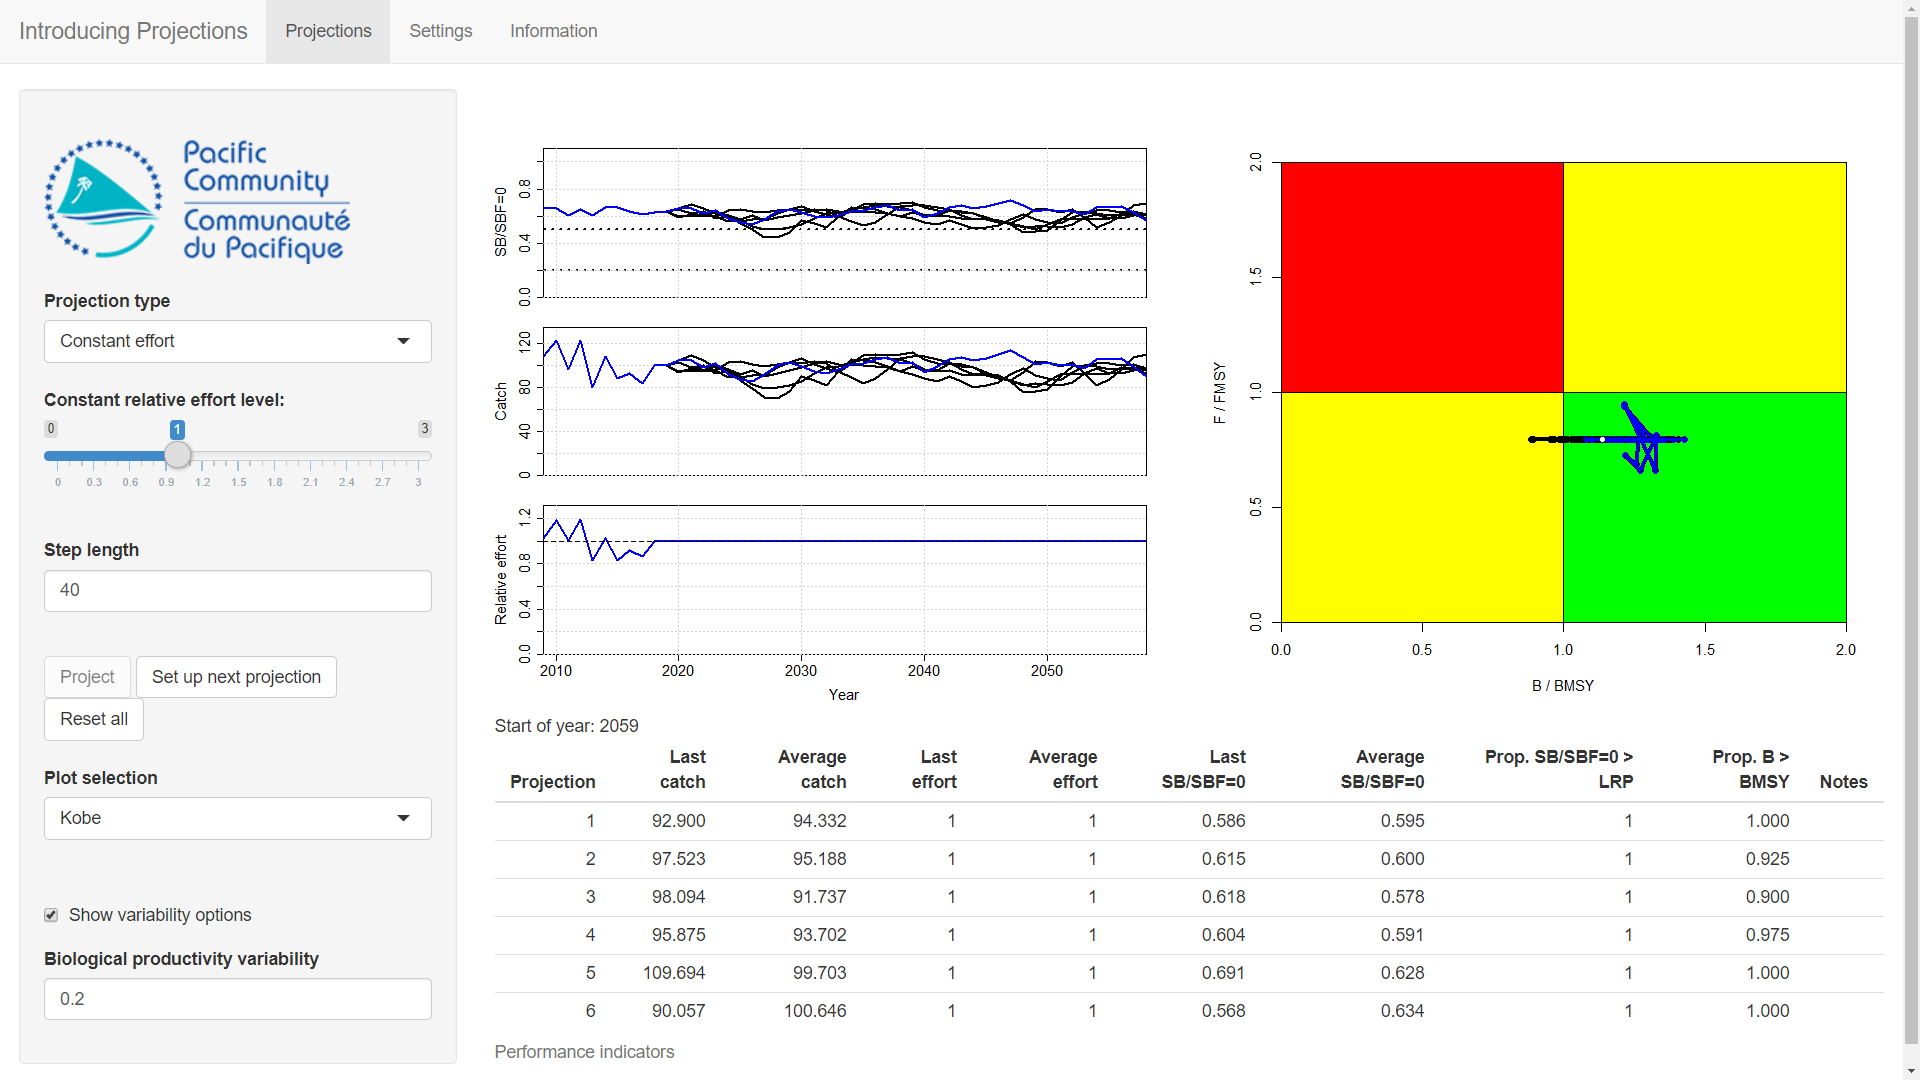 Introducing Projections
Projections
Settings
Information
Pacific
Community
Communauté
du Pacifique
Projection type
Constant effort
Constant relative effort level:
0 1 3
0 0.3 0.6 0.9 1.2 1.5 1.8 2.1 2.4 2.7 3
Step length
40
Project
Set up next projection
Reset all
Plot selection
Kobe
Show variability options
Biological productivity variability
0.2
SB/SBF=0
0.0 0.4 0.8
Catch
0 40 80 120
Relative effort
0.0 0.4 0.8 1.2
2010 2020 2030 2040 2050
Year
F / FMSY
0.0 0.5 1.0 1.5 2.0
0.0 0.5 1.0 1.5 2.0
B / BMSY
Start of year: 2059
Projection Last catch Average catch Last effort Average effort Last SB/SBF=0 Average SB/SBF=0 Prop. SB/SBF=0 > LRP Prop. B > BMSY Notes
1 92.900 94.332 1 1 0.586 0.595 1 1.000
2 97.523 95.188 1 1 0.615 0.600 1 0.925
3 98.094 91.737 1 1 0.618 0.578 1 0.900
4 95.875 93.702 1 1 0.604 0.591 1 0.975
5 109.694 99.703 1 1 0.691 0.628 1 1.000
6 90.057 100.646 1 1 0.568 0.634 1 1.000
Performance indicators